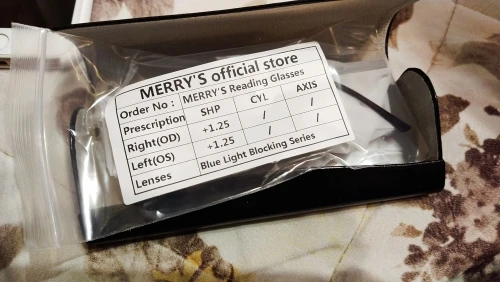 MERRY'S official store
Order No : MERRY'S Reading Glasses
Prescription SHP CYL AXIS
Right(OD) +1.25 / /
Left(OS) +1.25 / /
Lenses Blue Light Blocking Series